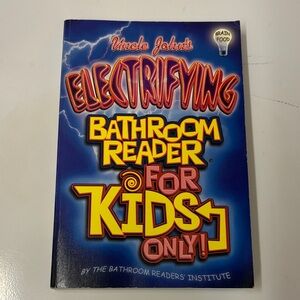 BRAIN
FOOD
Uncle John's
ELECTRIFYING
BATHROOM
READER
FOR
KIDS
ONLY!
BY THE BATHROOM READERS' INSTITUTE